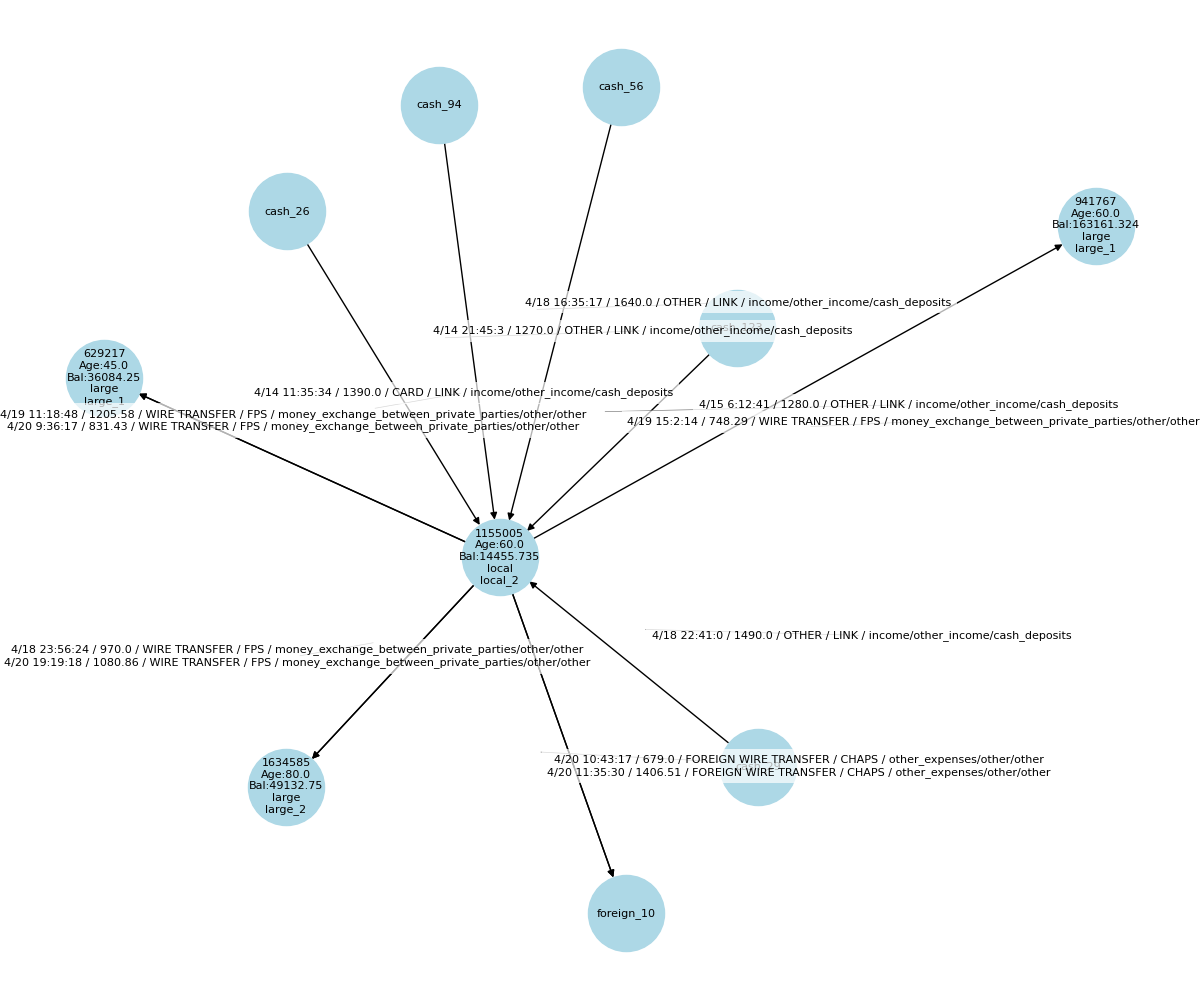 cash_56
cash_94
cash_26
941767
Age:60.0
Bal:163161.324
large
large_1
4/18 16:35:17 / 1640.0 / OTHER / LINK / income/other_income/cash_deposits
4/14 21:45:3 / 1270.0 / OTHER / LINK / income/other_income/cash_deposits
629217
Age:45.0
Bal:36084.25
large
large_1
4/14 11:35:34 / 1390.0 / CARD / LINK / income/other_income/cash_deposits
4/15 6:12:41 / 1280.0 / OTHER / LINK / income/other_income/cash_deposits
4/19 11:18:48 / 1205.58 / WIRE TRANSFER / FPS / money_exchange_between_private_parties/other/other
4/20 9:36:17 / 831.43 / WIRE TRANSFER / FPS / money_exchange_between_private_parties/other/other
4/19 15:2:14 / 748.29 / WIRE TRANSFER / FPS / money_exchange_between_private_parties/other/other
1155005
Age:60.0
Bal:14455.735
local
local_2
4/18 22:41:0 / 1490.0 / OTHER / LINK / income/other_income/cash_deposits
4/18 23:56:24 / 970.0 / WIRE TRANSFER / FPS / money_exchange_between_private_parties/other/other
4/20 19:19:18 / 1080.86 / WIRE TRANSFER / FPS / money_exchange_between_private_parties/other/other
1634585
Age:80.0
Bal:49132.75
large
large_2
4/20 10:43:17 / 679.0 / FOREIGN WIRE TRANSFER / CHAPS / other_expenses/other/other
4/20 11:35:30 / 1406.51 / FOREIGN WIRE TRANSFER / CHAPS / other_expenses/other/other
foreign_10